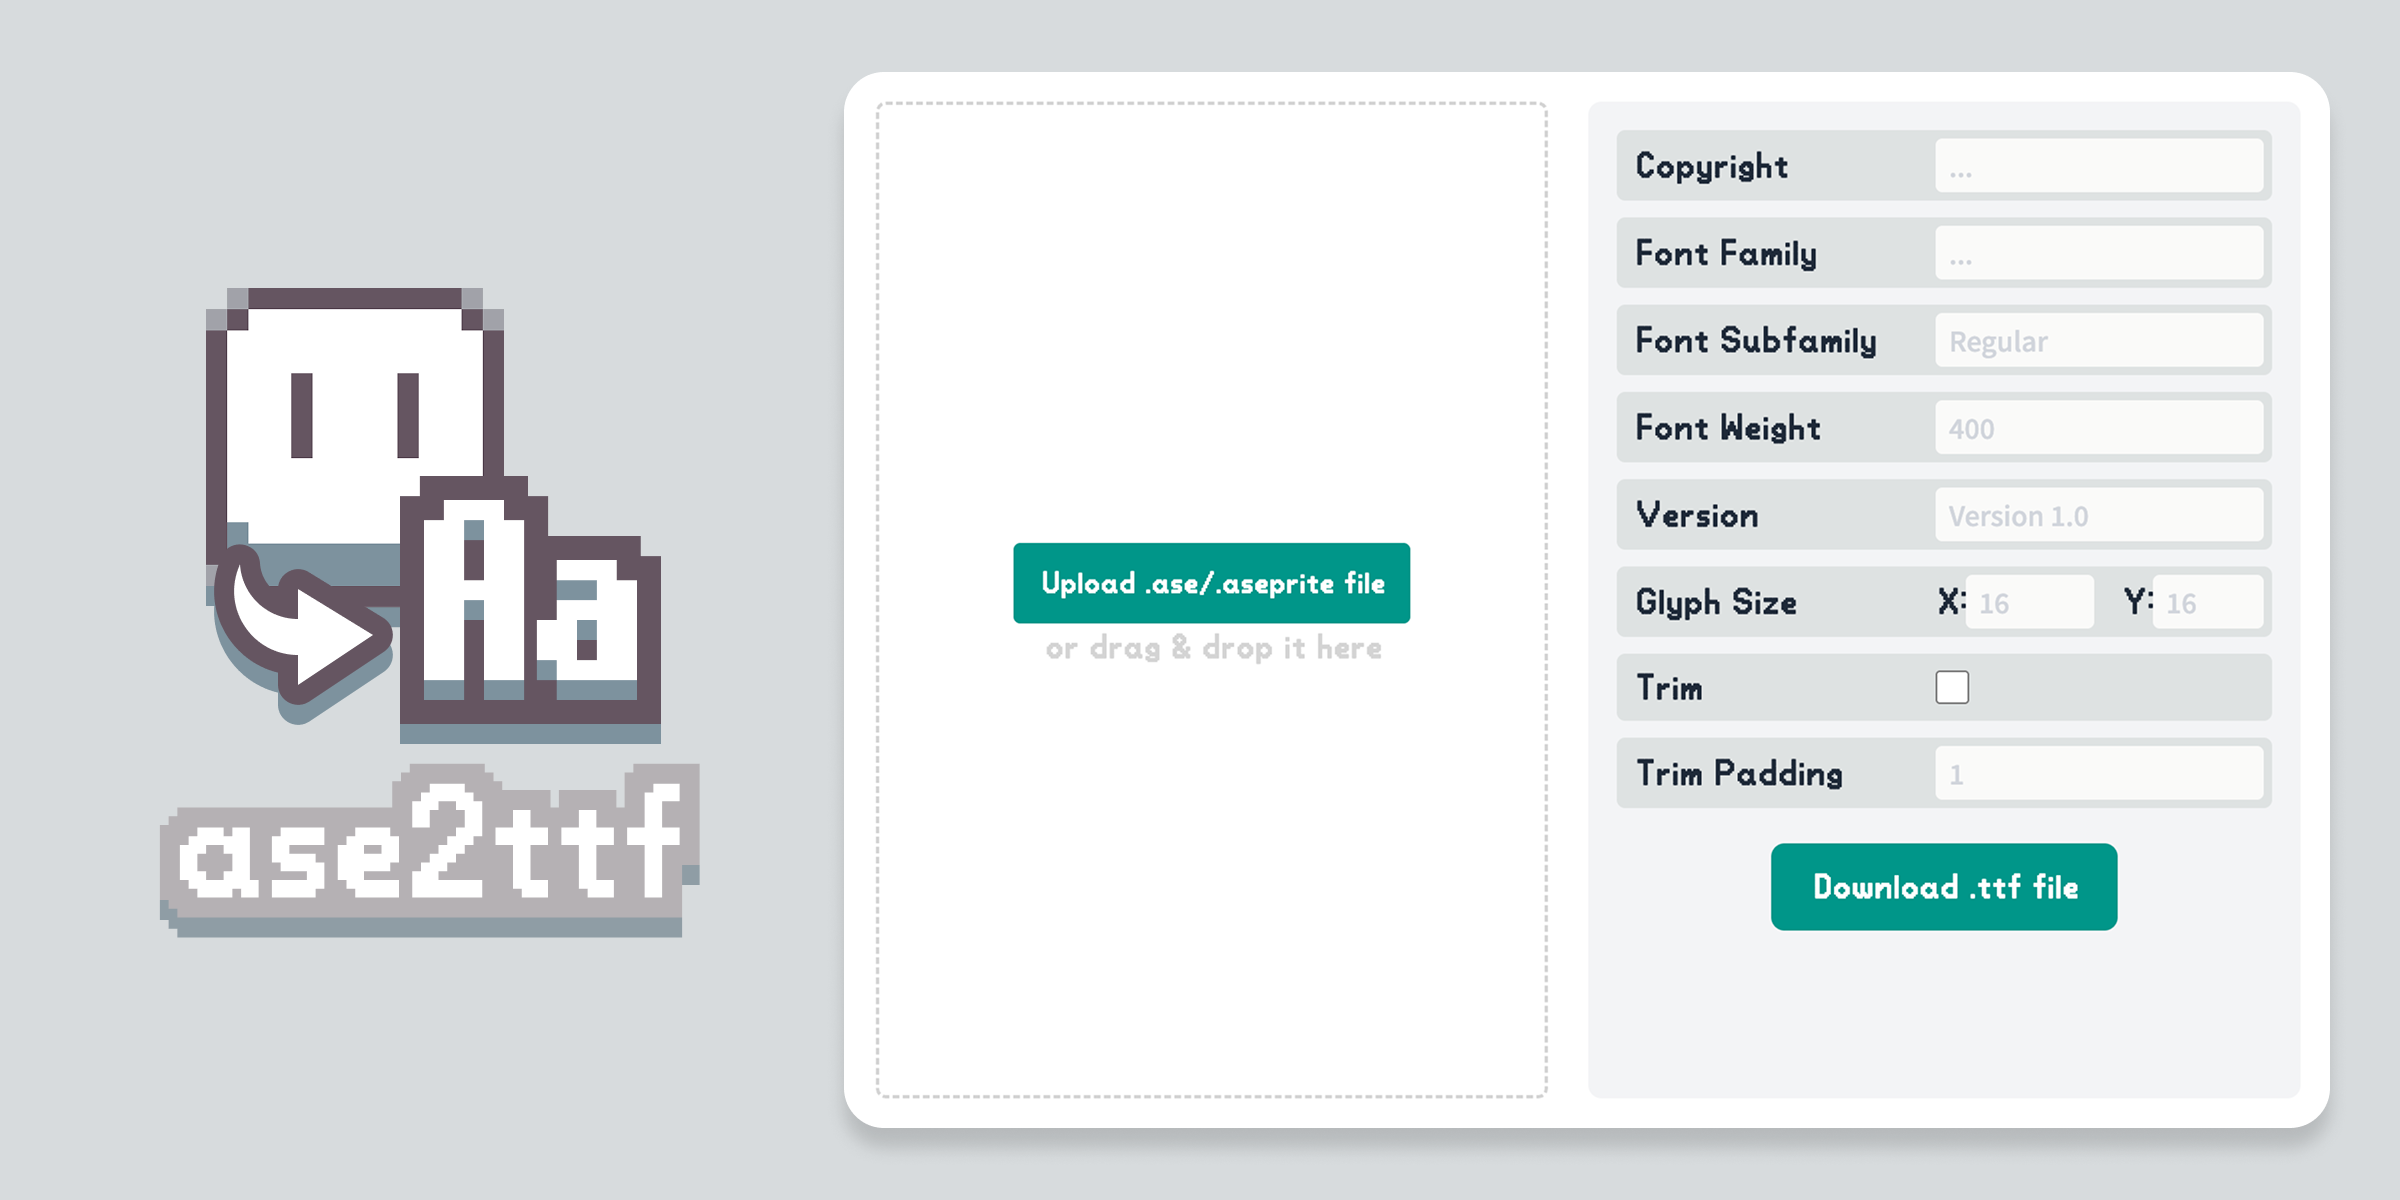 Aa
ase2ttf
Upload .ase/.aseprite file
or drag & drop it here
Copyright ...
Font Family ...
Font Subfamily Regular
Font Weight 400
Version Version 1.0
Glyph Size X: 16 Y: 16
Trim
Trim Padding 1
Download .ttf file